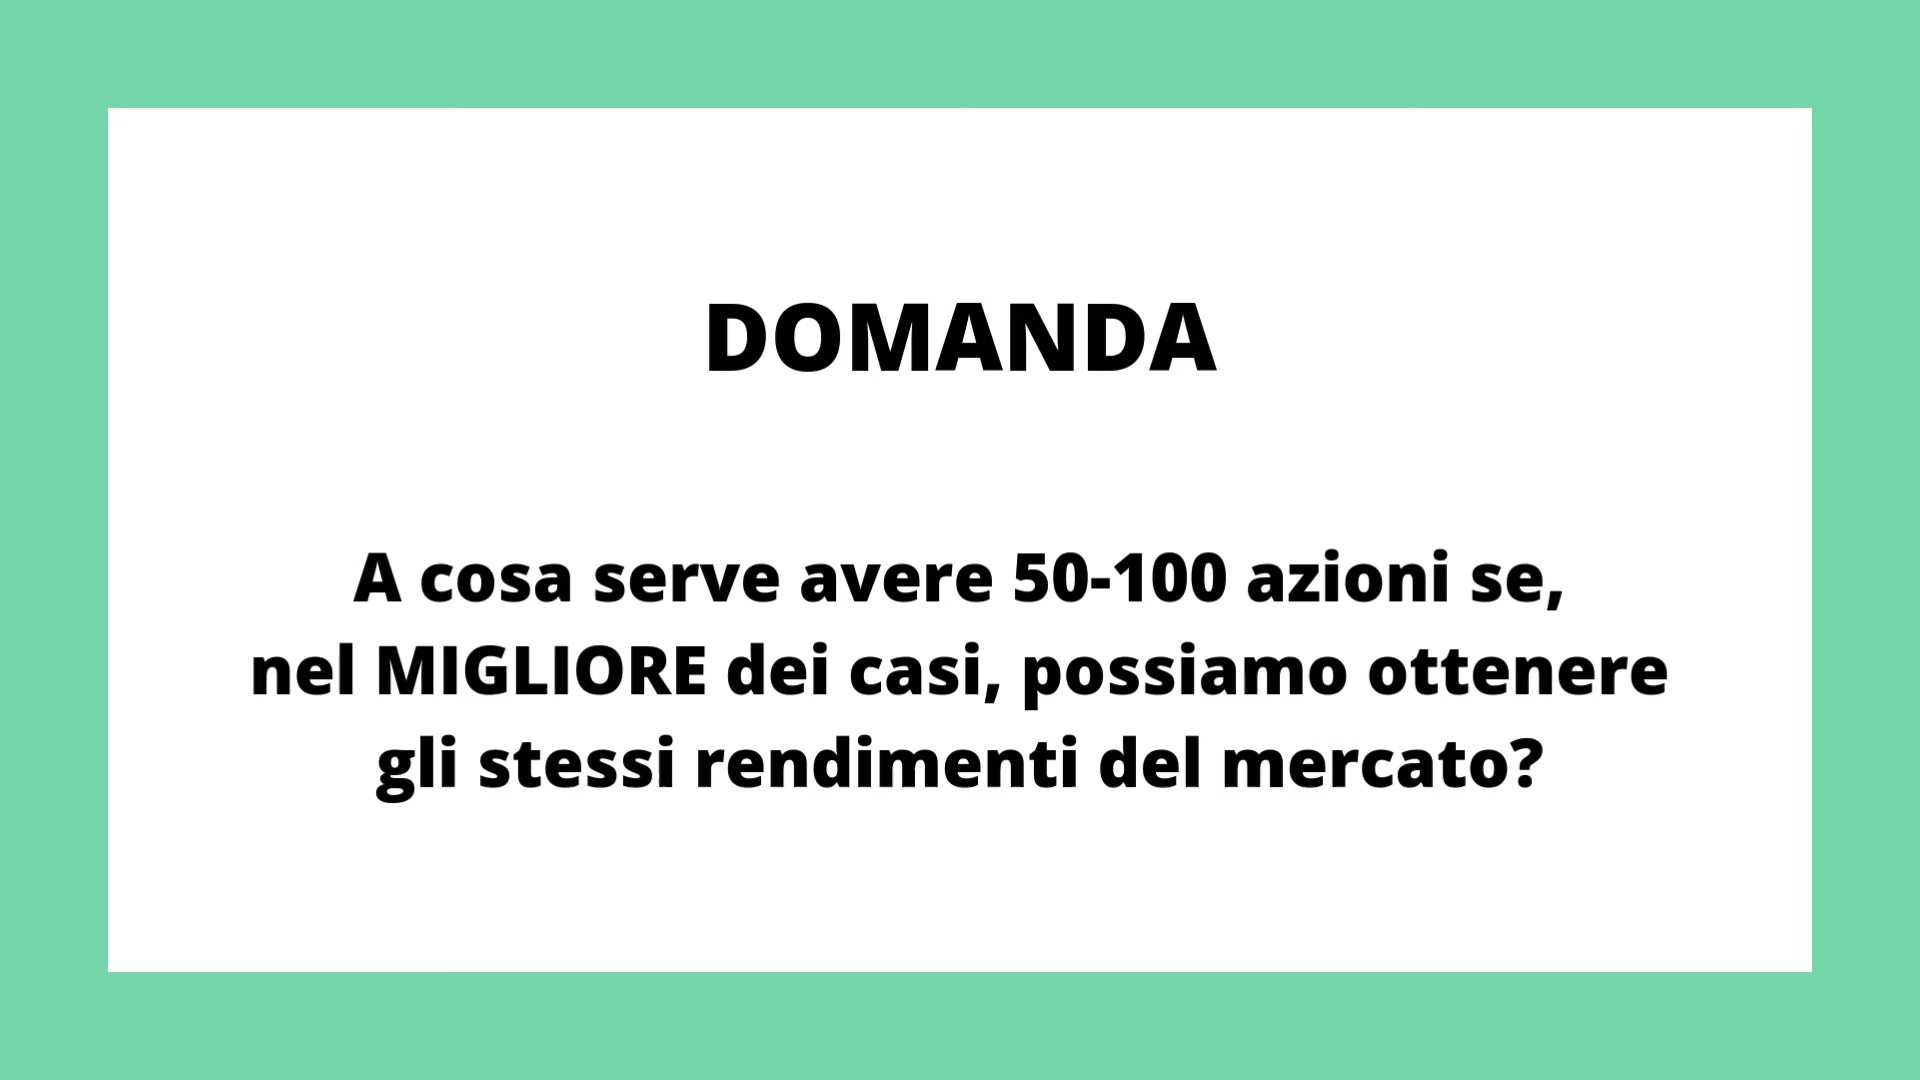 DOMANDA
A cosa serve avere 50-100 azioni se,
nel MIGLIORE dei casi, possiamo ottenere
gli stessi rendimenti del mercato?